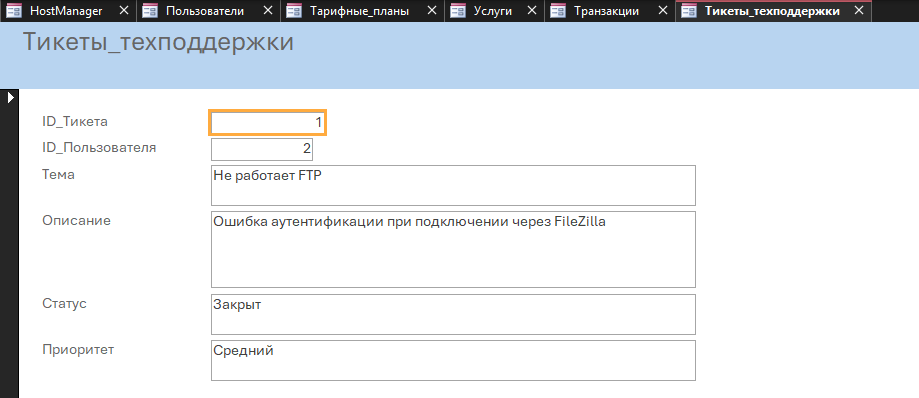 HostManager Пользователи Тарифные_планы Услуги Транзакции Тикеты_техподдержки
Тикеты_техподдержки
ID_Тикета 1
ID_Пользователя 2
Тема Не работает FTP
Описание Ошибка аутентификации при подключении через FileZilla
Статус Закрыт
Приоритет Средний